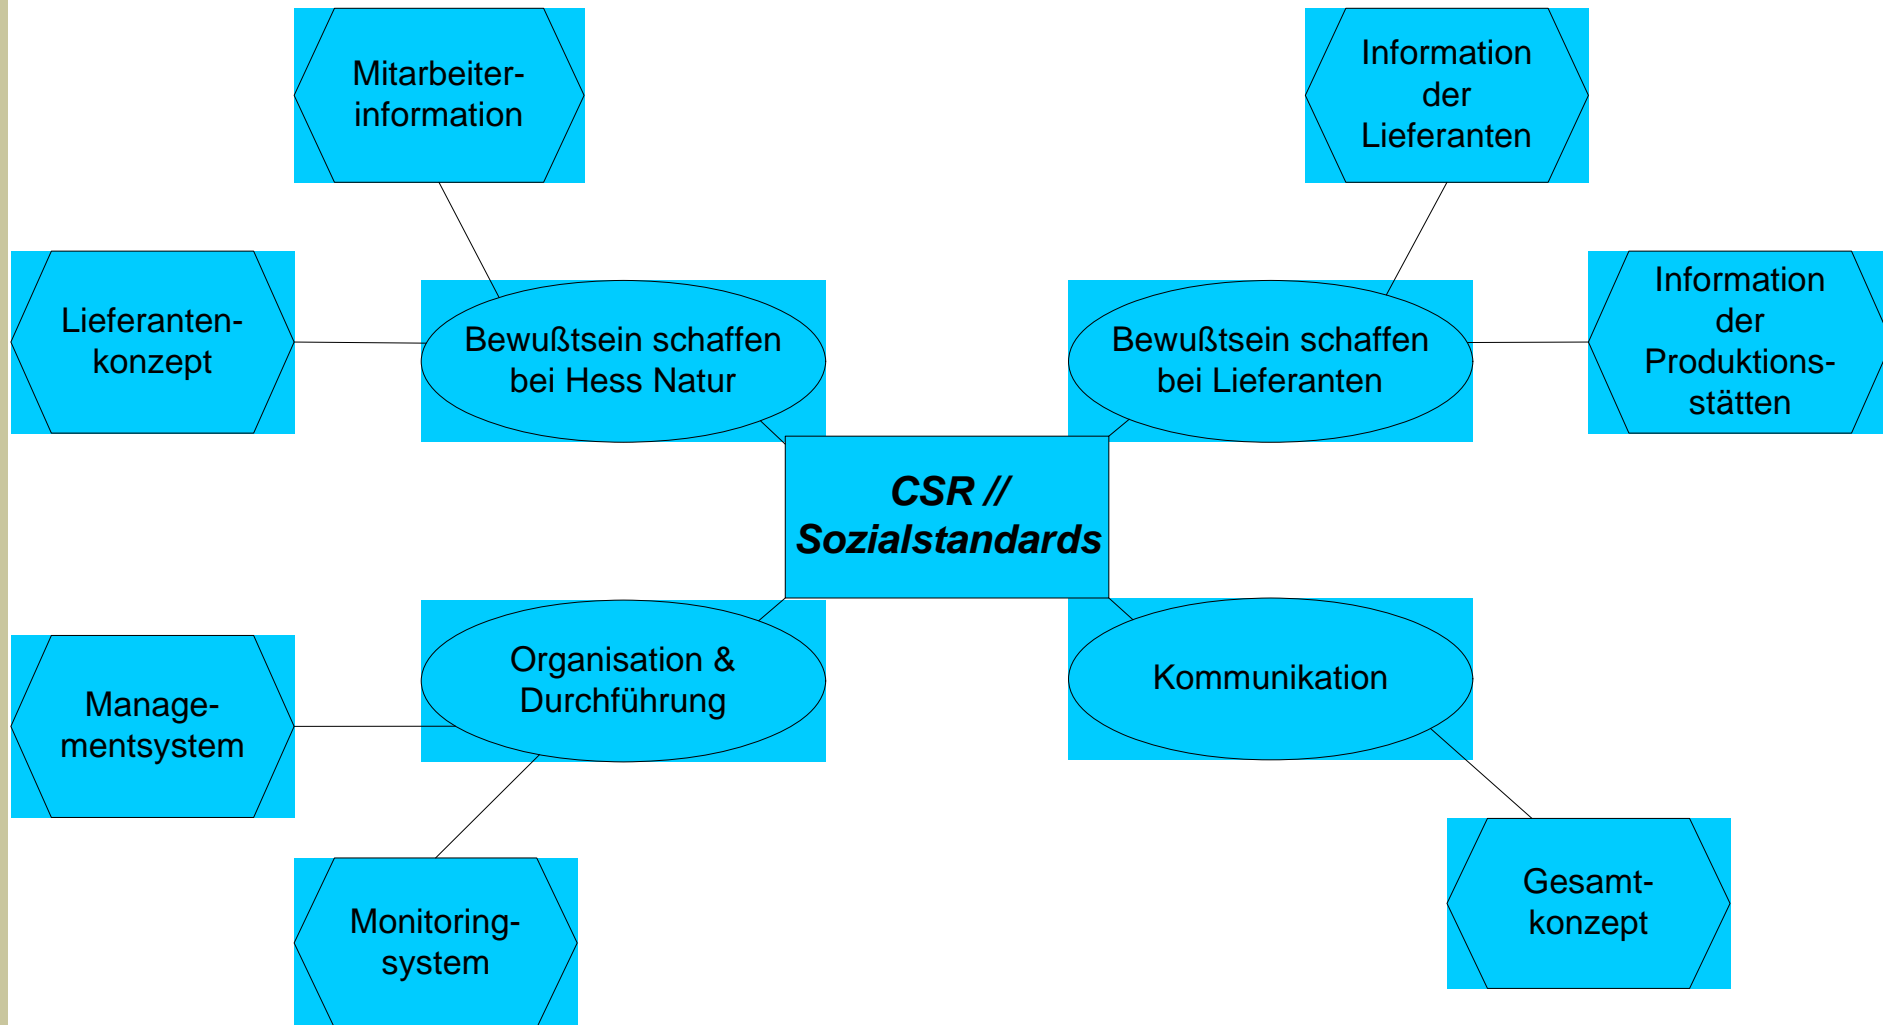 Mitarbeiter-
information
Information
der
Lieferanten
Lieferanten-
konzept
Bewußtsein schaffen
bei Hess Natur
Bewußtsein schaffen
bei Lieferanten
Information
der
Produktions-
stätten
CSR //
Sozialstandards
Manage-
mentsystem
Organisation &
Durchführung
Kommunikation
Monitoring-
system
Gesamt-
konzept